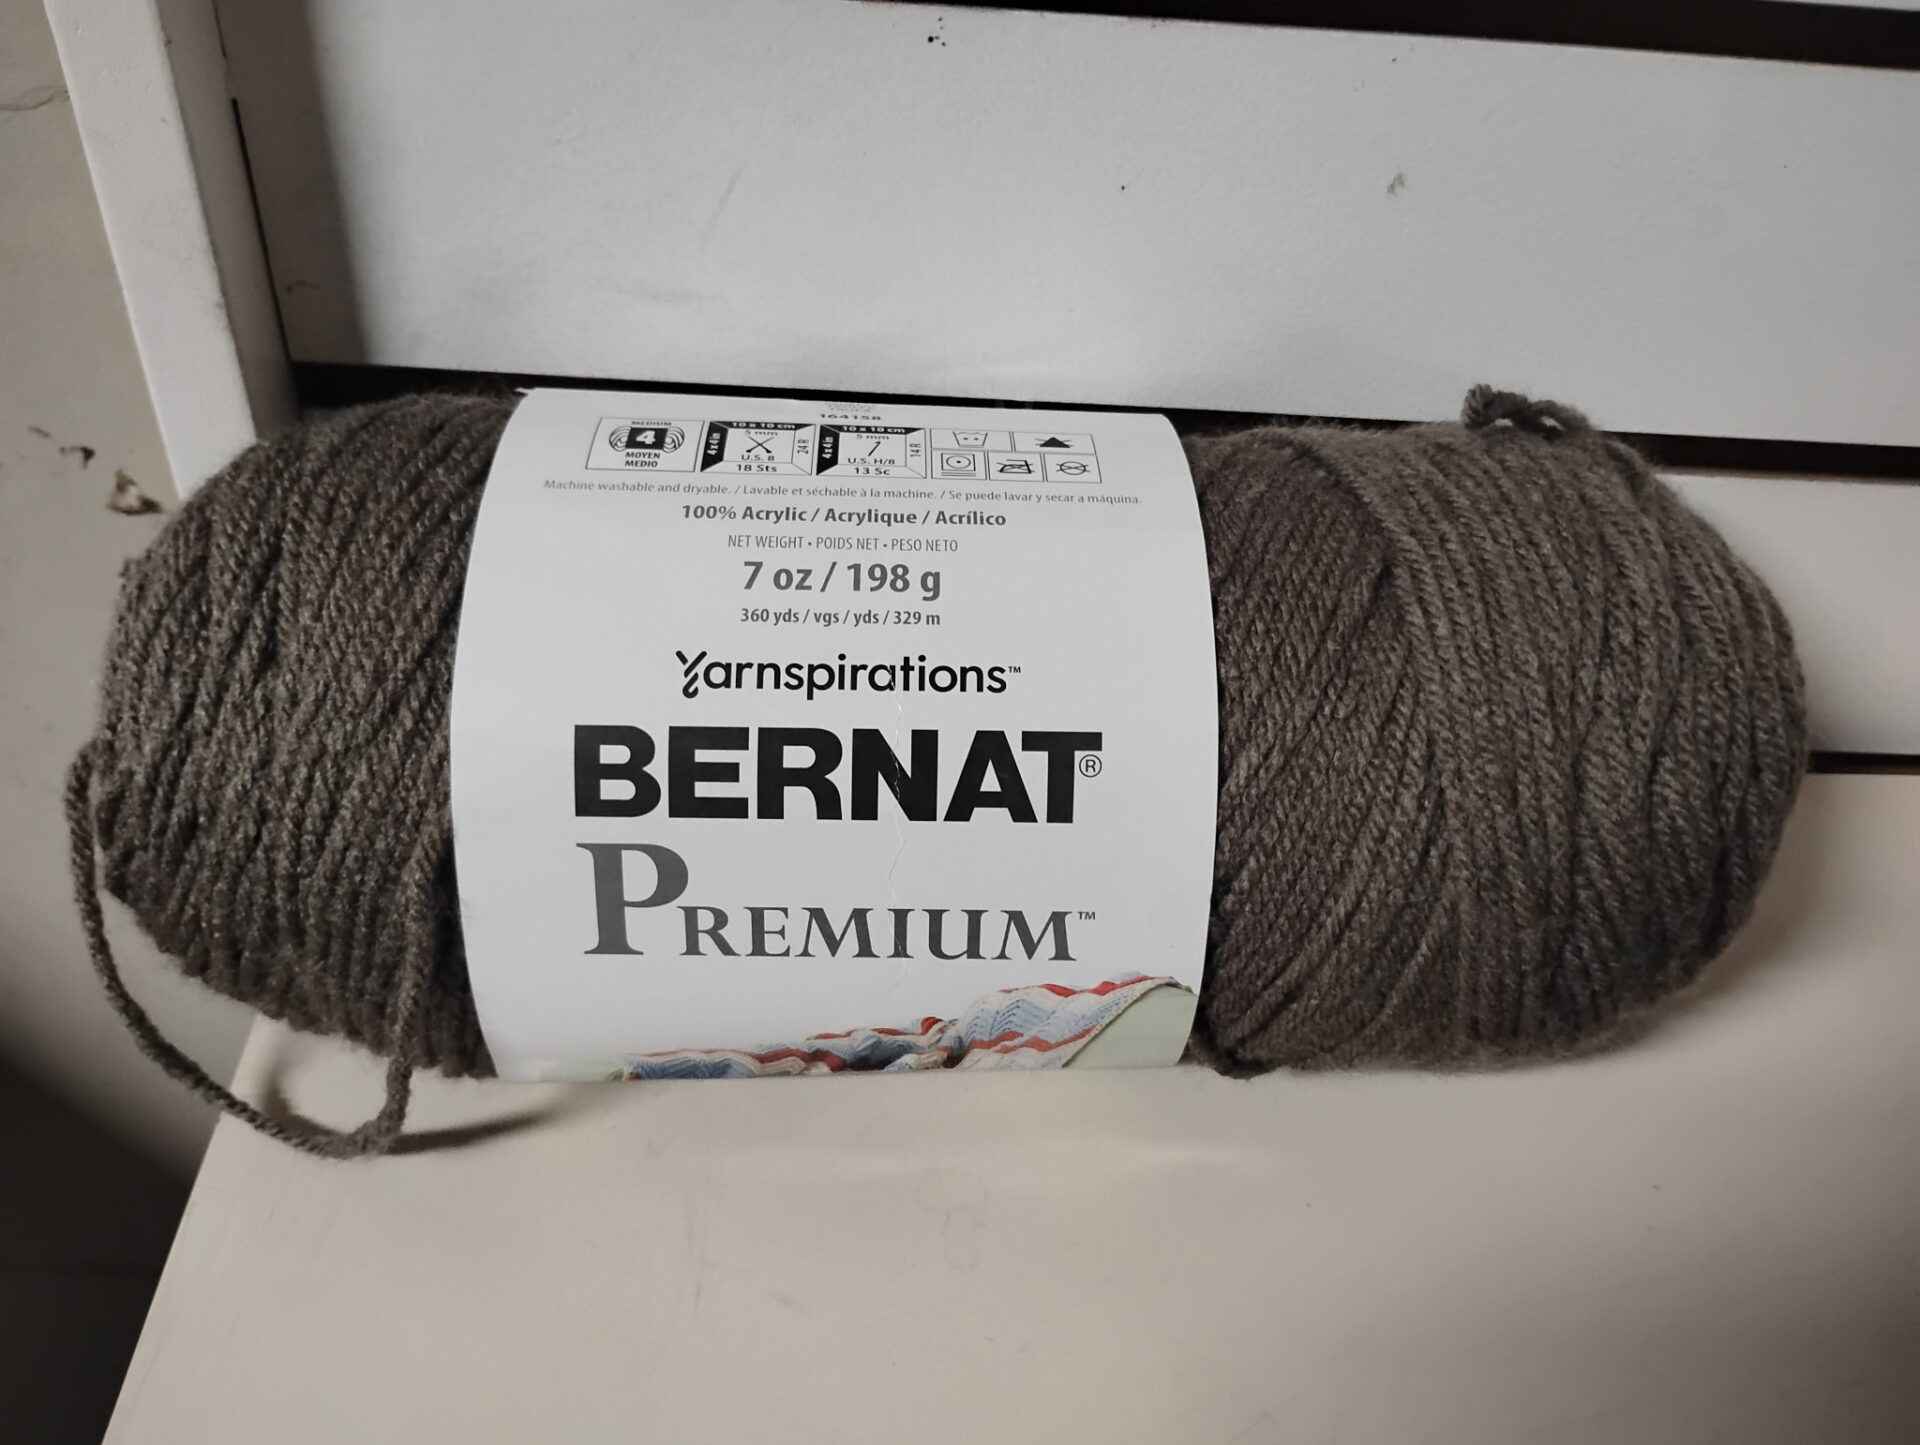 164158
MEDIUM
4
MOYEN
MEDIO
10 x 10 cm
4x4in
5 mm
24 R
U.S. 8
18 Sts
10 x 10 cm
4x4in
5 mm
14 R
U.S. H/8
13 Sc
Machine washable and dryable. / Lavable et séchable à la machine. / Se puede lavar y secar a máquina.
100% Acrylic / Acrylique / Acrílico
NET WEIGHT • POIDS NET • PESO NETO
7 oz / 198 g
360 yds / vgs / yds / 329 m
Yarnspirations™
BERNAT®
PREMIUM™